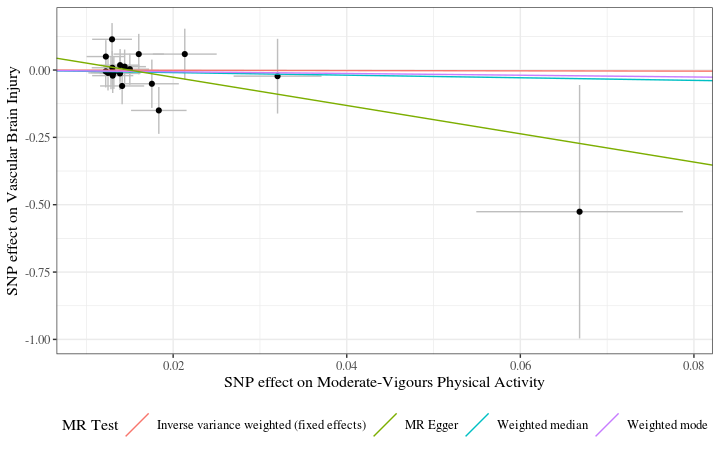 0.00
-0.25
-0.50
-0.75
-1.00
SNP effect on Vascular Brain Injury
0.02 0.04 0.06 0.08
SNP effect on Moderate-Vigours Physical Activity
MR Test Inverse variance weighted (fixed effects) MR Egger Weighted median Weighted mode